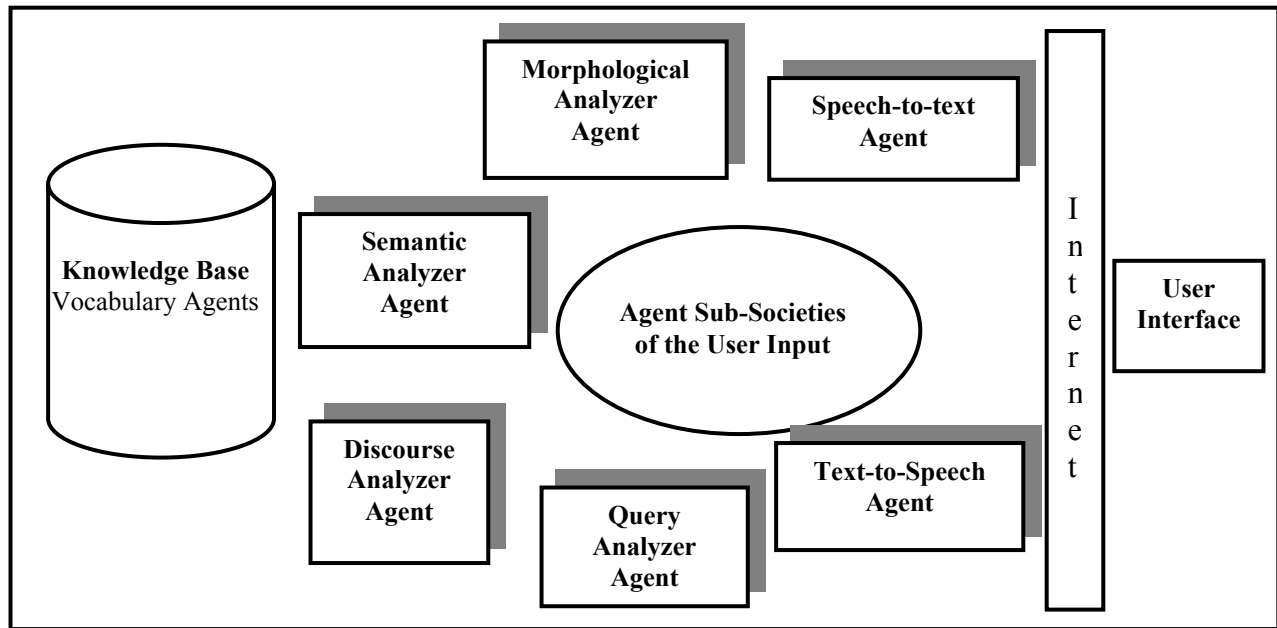 Morphological
Analyzer
Agent
Speech-to-text
Agent
Knowledge Base
Vocabulary Agents
Semantic
Analyzer
Agent
Agent Sub-Societies
of the User Input
Discourse
Analyzer
Agent
Query
Analyzer
Agent
Text-to-Speech
Agent
I
n
t
e
r
n
e
t
User
Interface